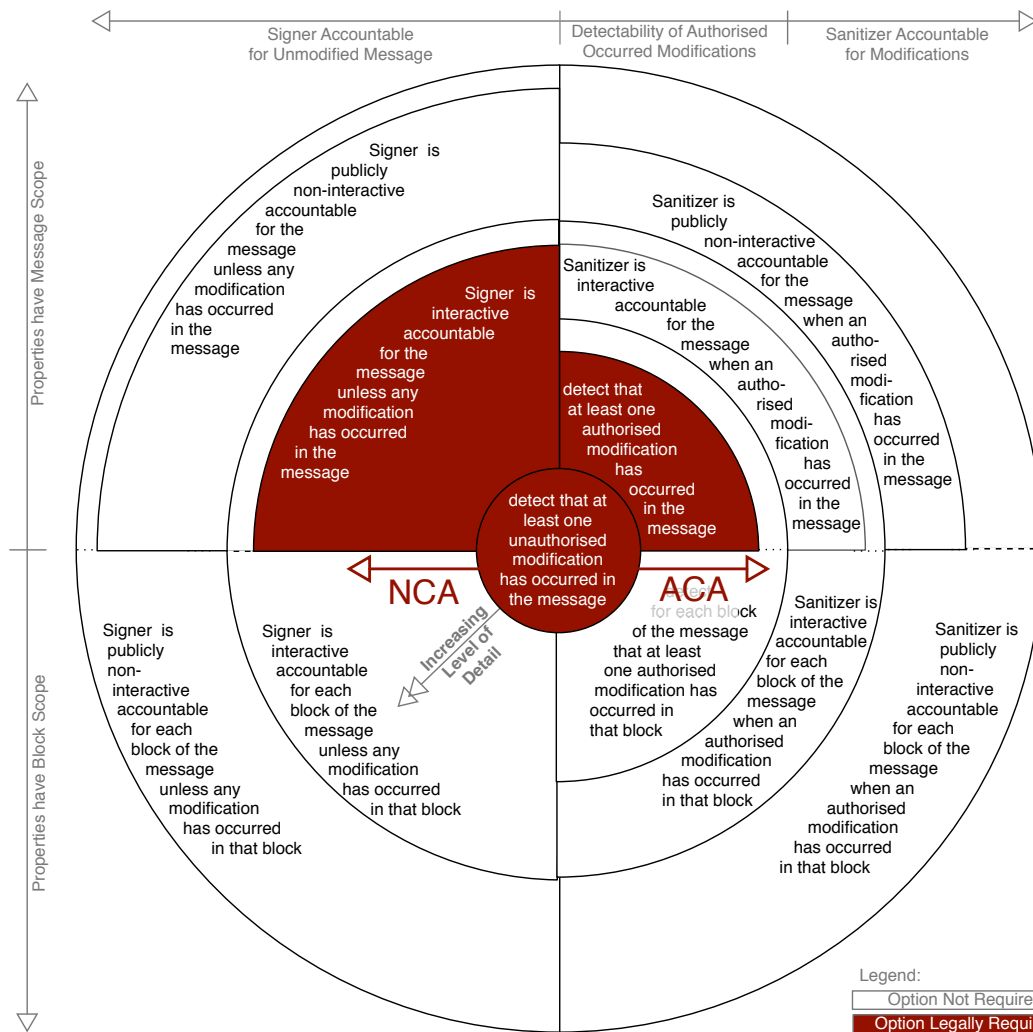 Signer Accountable
for Unmodified Message
Detectability of Authorised
Occurred Modifications
Sanitizer Accountable
for Modifications
Properties have Message Scope
Properties have Block Scope
Signer is
publicly
non-interactive
accountable
for the
message
unless any
modification
has occurred
in the
message
Signer is
interactive
accountable
for the
message
unless any
modification
has occurred
in the
message
Sanitizer is
publicly
non-interactive
accountable
for the
message
when an
autho-
rised
modi-
fication
has
occurred
in the
message
Sanitizer is
interactive
accountable
for the
message
when an
autho-
rised
modi-
fication
has
occurred
in the
message
detect that
at least one
authorised
modification
has
occurred
in the
message
detect that at
least one
unauthorised
modification
has occurred in
the message
NCA
ACA
Increasing
Level of
Detail
Signer is
publicly
non-
interactive
accountable
for each
block of the
message
unless any
modification
has occurred
in that block
Signer is
interactive
accountable
for each
block of the
message
unless any
modification
has occurred
in that block
detect
for each block
of the message
that at least
one authorised
modification has
occurred in
that block
Sanitizer is
interactive
accountable
for each
block of the
message
when an
authorised
modification
has occurred
in that block
Sanitizer is
publicly
non-
interactive
accountable
for each
block of the
message
when an
authorised
modification
has occurred
in that block
Legend:
Option Not Require
Option Legally Requi